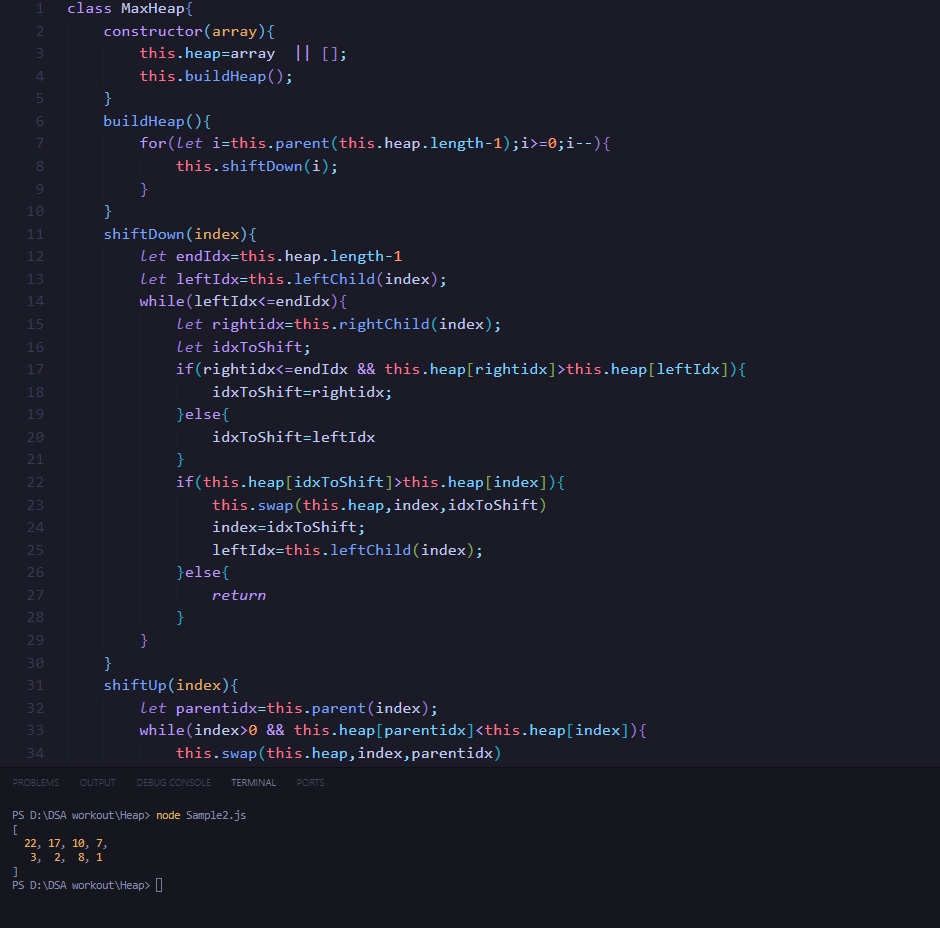 1 class MaxHeap{
2 constructor(array){
3 this.heap=array || [];
4 this.buildHeap();
5 }
6 buildHeap(){
7 for(let i=this.parent(this.heap.length-1);i>=0;i--){
8 this.shiftDown(i);
9 }
10 }
11 shiftDown(index){
12 let endIdx=this.heap.length-1
13 let leftIdx=this.leftChild(index);
14 while(leftIdx<=endIdx){
15 let rightidx=this.rightChild(index);
16 let idxToShift;
17 if(rightidx<=endIdx && this.heap[rightidx]>this.heap[leftIdx]){
18 idxToShift=rightidx;
19 }else{
20 idxToShift=leftIdx
21 }
22 if(this.heap[idxToShift]>this.heap[index]){
23 this.swap(this.heap,index,idxToShift)
24 index=idxToShift;
25 leftIdx=this.leftChild(index);
26 }else{
27 return
28 }
29 }
30 }
31 shiftUp(index){
32 let parentidx=this.parent(index);
33 while(index>0 && this.heap[parentidx]<this.heap[index]){
34 this.swap(this.heap,index,parentidx)
PROBLEMS OUTPUT DEBUG CONSOLE TERMINAL PORTS
PS D:\DSA workout\Heap> node Sample2.js
[
22, 17, 10, 7,
3, 2, 8, 1
]
PS D:\DSA workout\Heap>